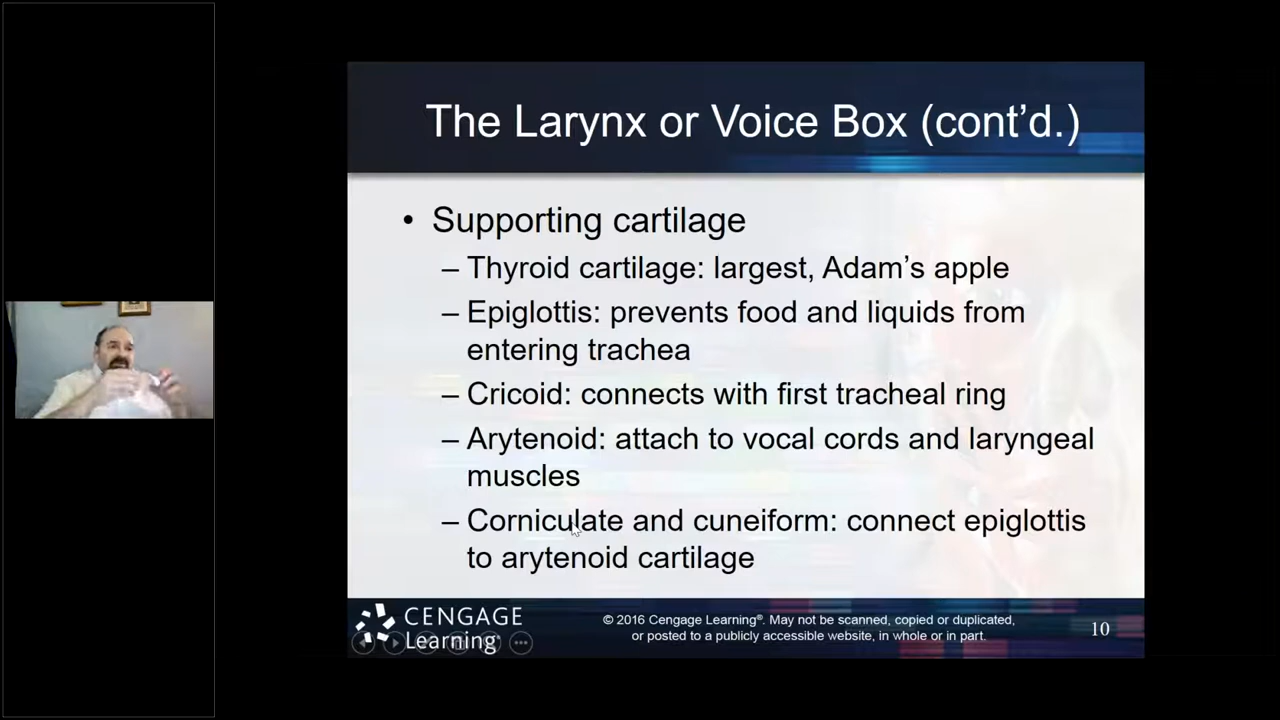 The Larynx or Voice Box (cont’d.)
• Supporting cartilage
– Thyroid cartilage: largest, Adam’s apple
– Epiglottis: prevents food and liquids from
entering trachea
– Cricoid: connects with first tracheal ring
– Arytenoid: attach to vocal cords and laryngeal
muscles
– Corniculate and cuneiform: connect epiglottis
to arytenoid cartilage
CENGAGE
Learning®
© 2016 Cengage Learning®. May not be scanned, copied or duplicated,
or posted to a publicly accessible website, in whole or in part.
10